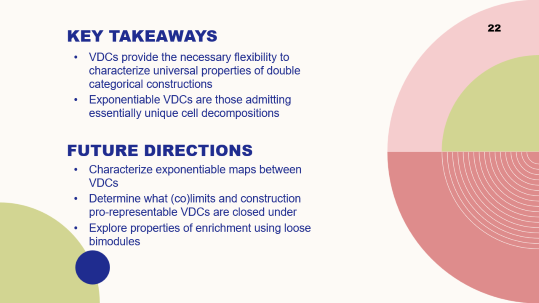 22
KEY TAKEAWAYS
• VDCs provide the necessary flexibility to
characterize universal properties of double
categorical constructions
• Exponentiable VDCs are those admitting
essentially unique cell decompositions
FUTURE DIRECTIONS
• Characterize exponentiable maps between
VDCs
• Determine what (co)limits and construction
pro-representable VDCs are closed under
• Explore properties of enrichment using loose
bimodules